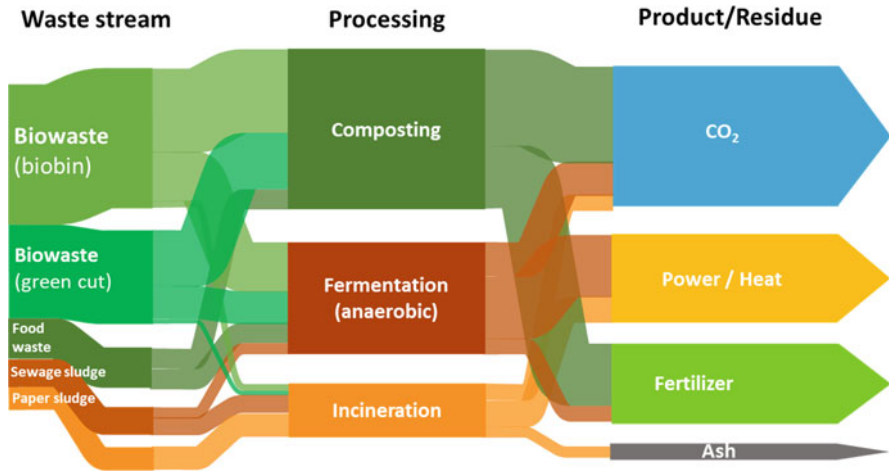 Waste stream
Processing
Product/Residue
Biowaste
(biobin)
Biowaste
(green cut)
Food
waste
Sewage sludge
Paper sludge
Composting
Fermentation
(anaerobic)
Incineration
CO₂
Power / Heat
Fertilizer
Ash